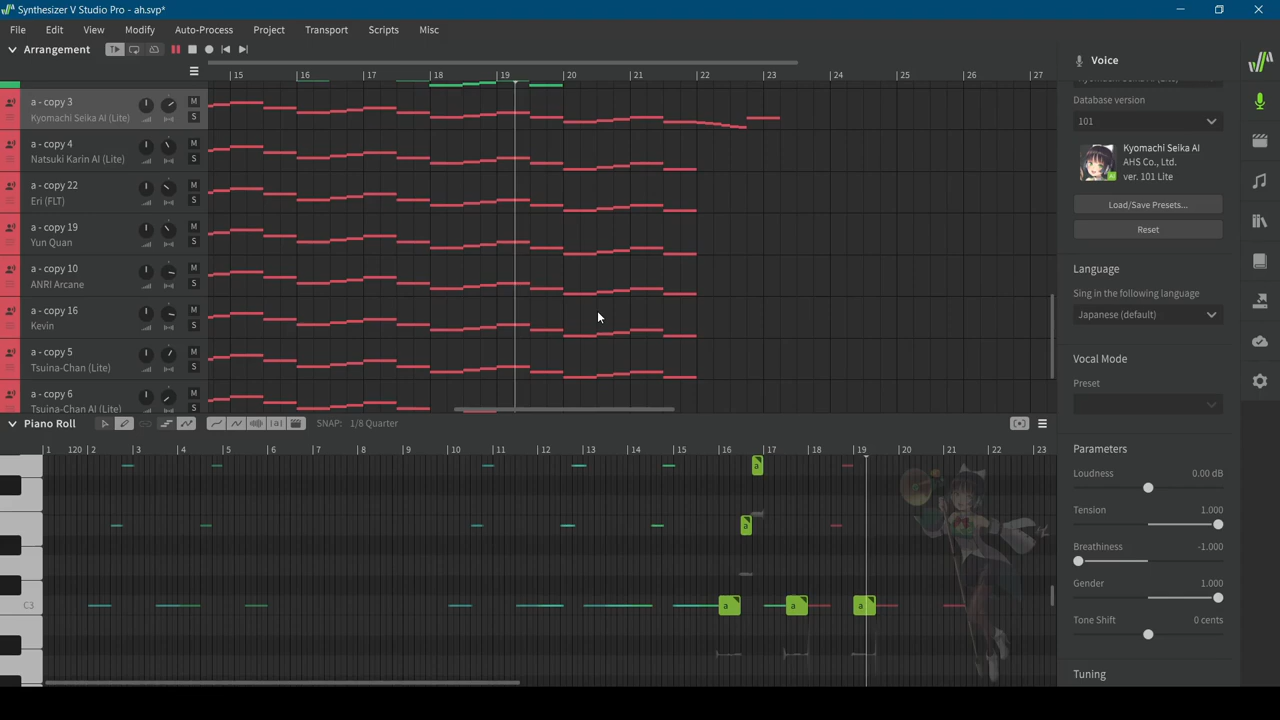 Synthesizer V Studio Pro - ah.svp*
File Edit View Modify Auto-Process Project Transport Scripts Misc
Arrangement
15 16 17 18 19 20 21 22 23 24 25 26 27
a - copy 3 M
Kyomachi Seika AI (Lite) S
a - copy 4 M
Natsuki Karin AI (Lite) S
a - copy 22 M
Eri (FLT) S
a - copy 19 M
Yun Quan S
a - copy 10 M
ANRI Arcane S
a - copy 16 M
Kevin S
a - copy 5 M
Tsuina-Chan (Lite) S
a - copy 6 M
Tsuina-Chan AI (Lite) S
Piano Roll SNAP: 1/8 Quarter
1 120 2 3 4 5 6 7 8 9 10 11 12 13 14 15 16 17 18 19 20 21 22 23
a
a
C3 a a a
Voice
Kyomachi Seika AI (Lite)
Database version
101
Kyomachi Seika AI
AHS Co., Ltd.
ver. 101 Lite
Load/Save Presets...
Reset
Language
Sing in the following language
Japanese (default)
Vocal Mode
Preset
Parameters
Loudness 0.00 dB
Tension 1.000
Breathiness -1.000
Gender 1.000
Tone Shift 0 cents
Tuning